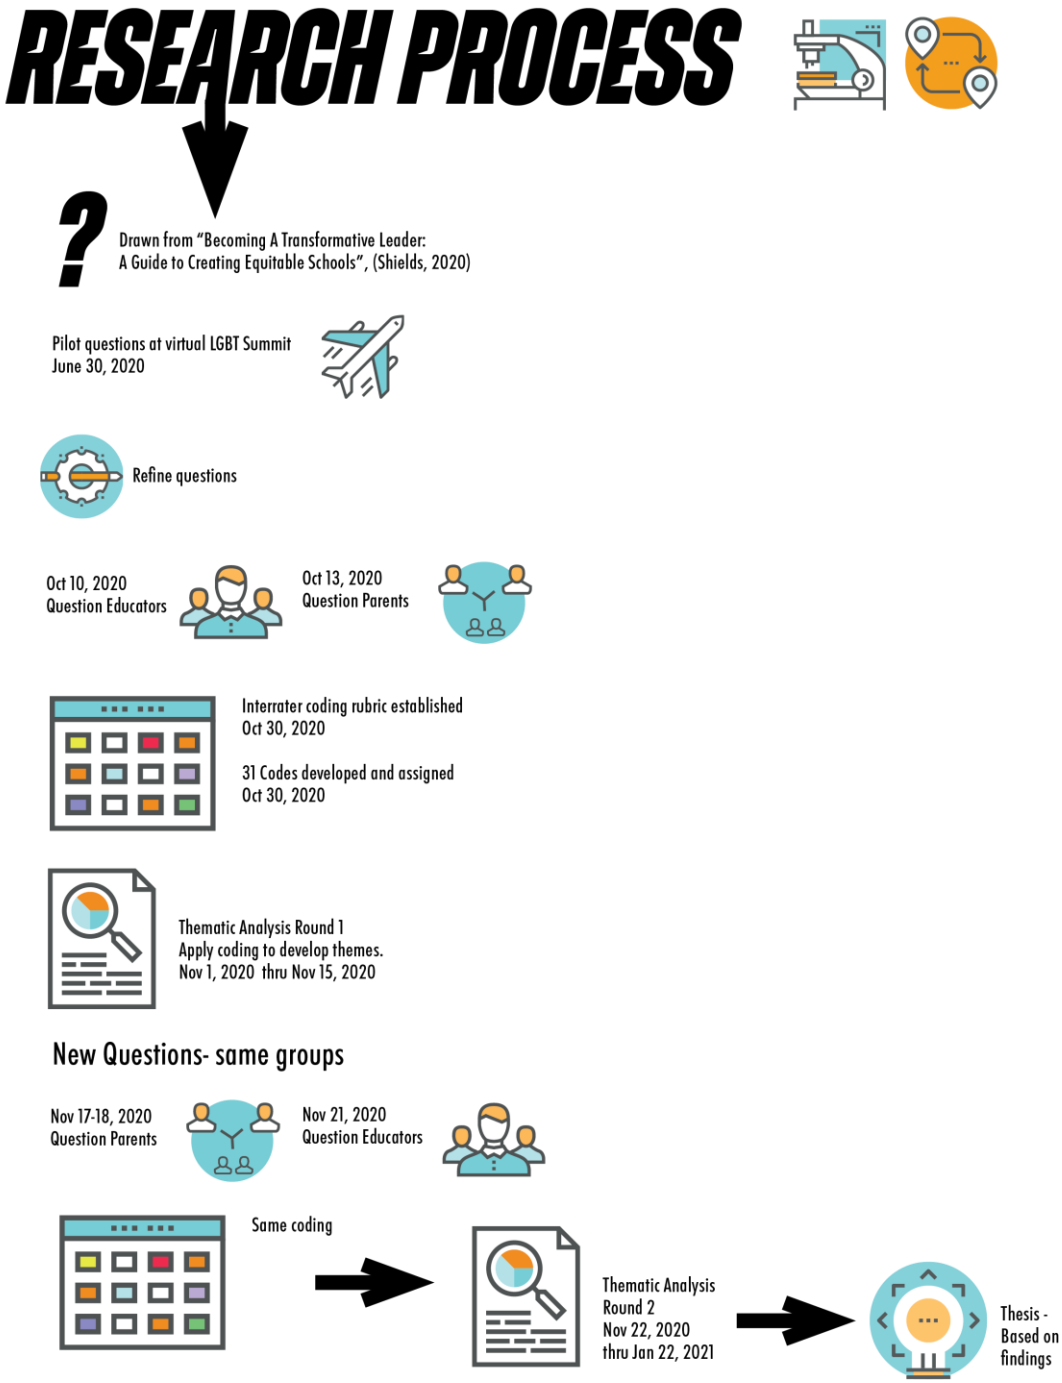 RESEARCH PROCESS
?
Drawn from “Becoming A Transformative Leader:
A Guide to Creating Equitable Schools”, (Shields, 2020)
Pilot questions at virtual LGBT Summit
June 30, 2020
Refine questions
Oct 10, 2020
Question Educators
Oct 13, 2020
Question Parents
Interrater coding rubric established
Oct 30, 2020
31 Codes developed and assigned
Oct 30, 2020
Thematic Analysis Round 1
Apply coding to develop themes.
Nov 1, 2020 thru Nov 15, 2020
New Questions- same groups
Nov 17-18, 2020
Question Parents
Nov 21, 2020
Question Educators
Same coding
Thematic Analysis
Round 2
Nov 22, 2020
thru Jan 22, 2021
Thesis -
Based on
findings